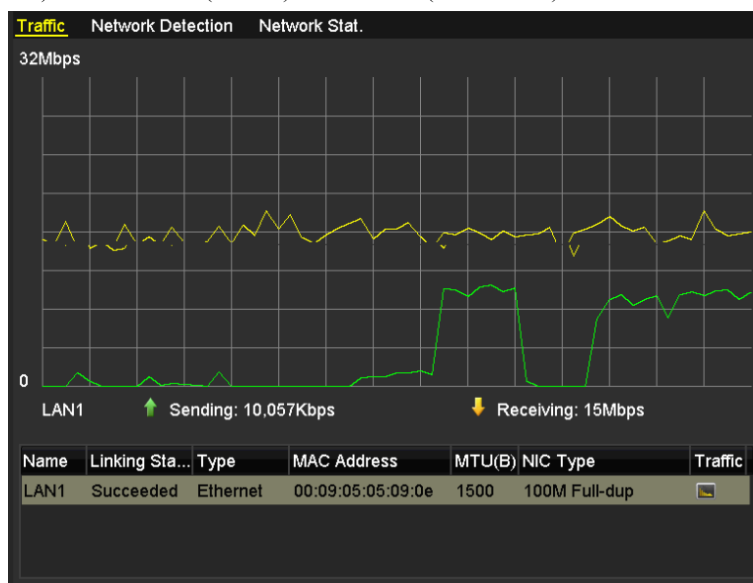 Traffic Network Detection Network Stat.
32Mbps
0
LAN1 Sending: 10,057Kbps Receiving: 15Mbps
Name Linking Sta... Type MAC Address MTU(B) NIC Type Traffic
LAN1 Succeeded Ethernet 00:09:05:05:09:0e 1500 100M Full-dup